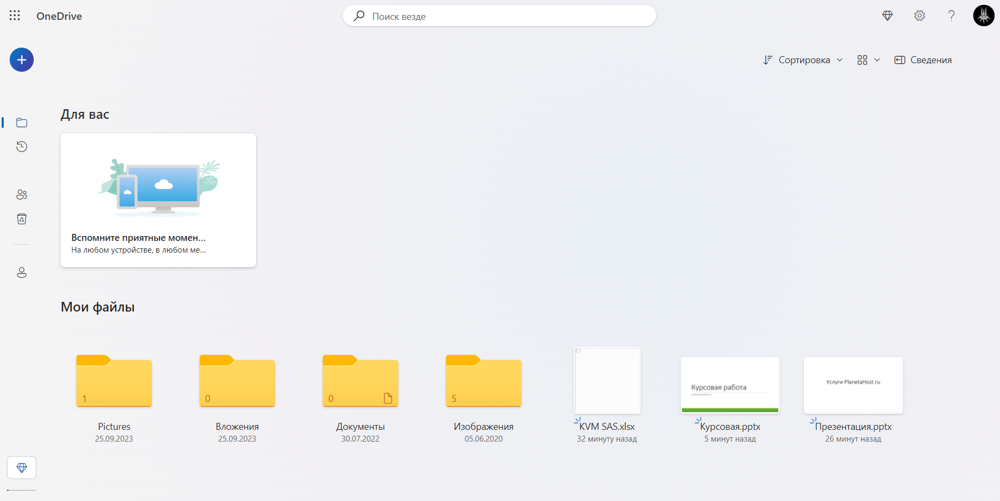 OneDrive
Поиск везде
Сортировка
Сведения
Для вас
Вспомните приятные момен...
На любом устройстве, в любом ме...
Мои файлы
1
Pictures
25.09.2023
0
Вложения
25.09.2023
0
Документы
30.07.2022
5
Изображения
05.06.2020
KVM SAS.xlsx
32 минуту назад
Курсовая работа
Курсовая.pptx
5 минут назад
Услуги PlanetaHost.ru
Презентация.pptx
26 минут назад